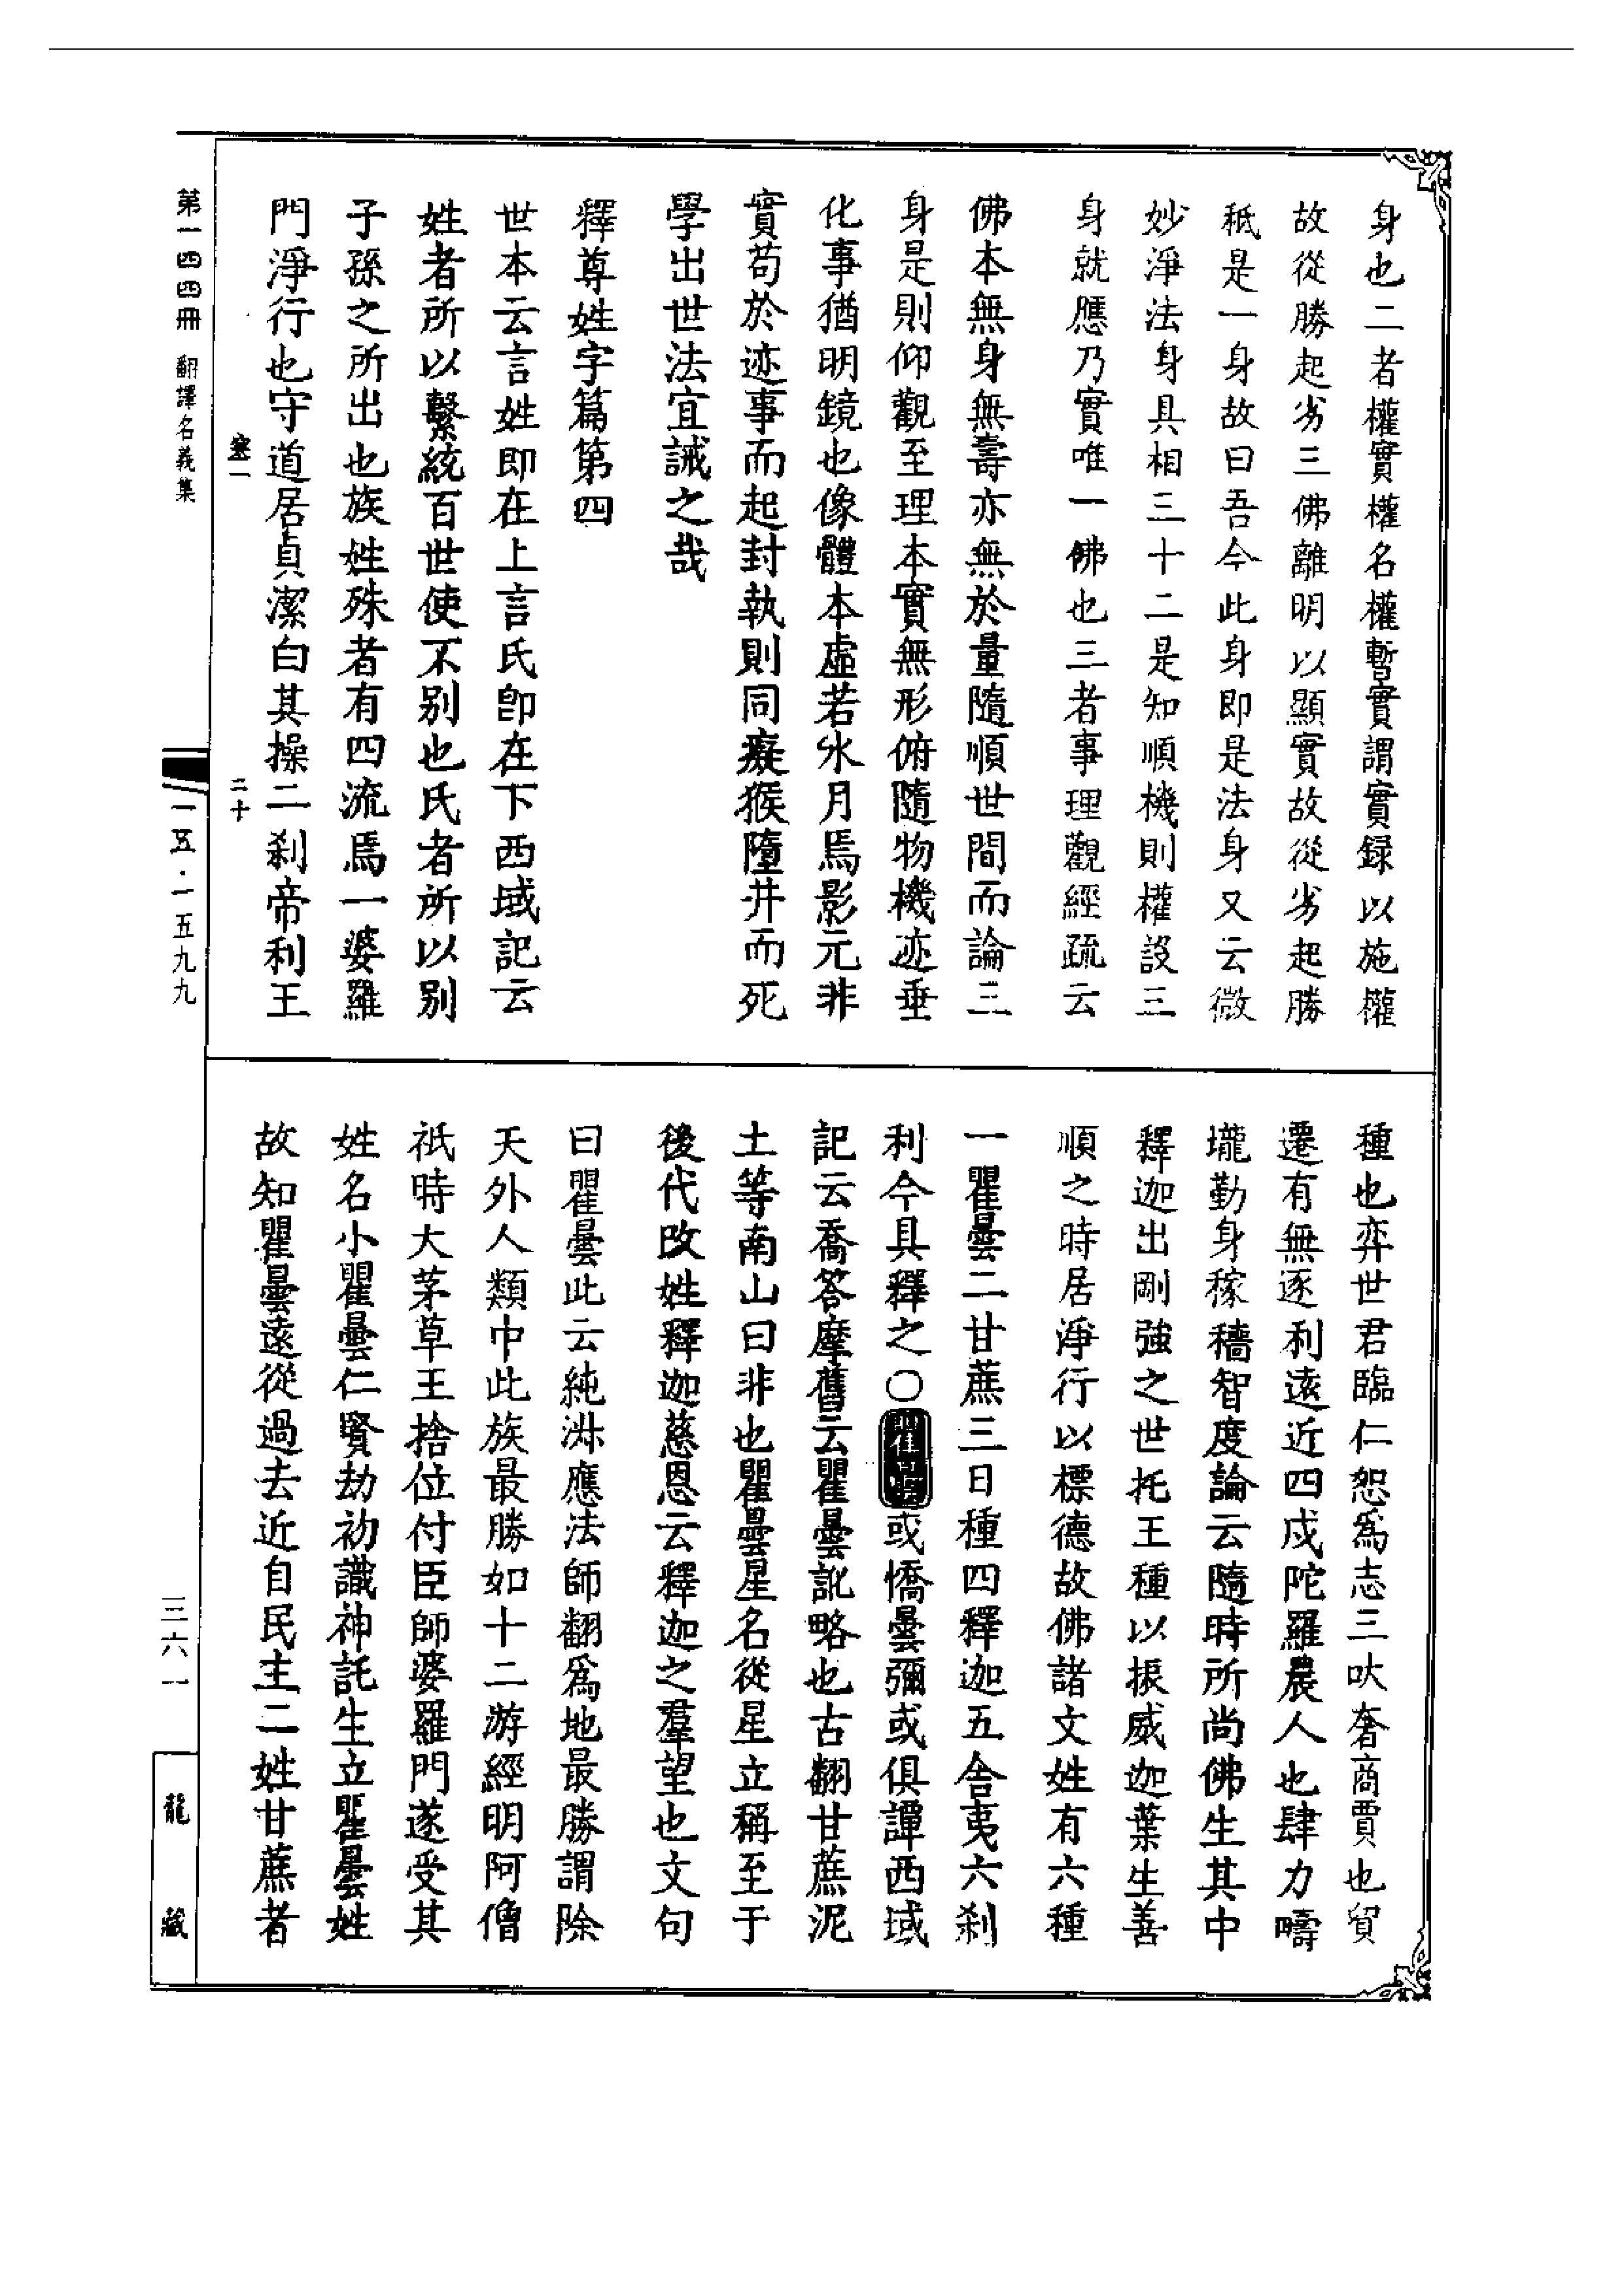 身也二者權實權名權暫實謂實録以施權
故從勝起劣三佛離明以顯實故從劣起勝
秖是一身故曰吾今此身即是法身又云微
妙淨法身具相三十二是知順機則權設三
身就應乃實唯一佛也三者事理觀經疏云
佛本無身無壽亦無於量隨順世間而論三
身是則仰觀至理本實無形俯隨物機迹垂
化事猶明鏡也像體本虛若水月焉影元非
實苟於迹事而起封執則同癡猴墮井而死
學出世法宜誡之哉
釋尊姓字篇第四
世本云言姓即在上言氏卽在下西域記云
姓者所以繫統百世使不别也氏者所以别
子孫之所出也族姓殊者有四流焉一婆羅
門淨行也守道居貞潔白其操二刹帝利王
二十
第一四四冊 翻譯名義集
一五·一五九九
種也弈世君臨仁恕爲志三吠奢商賈也貿
遷有無逐利遠近四戍陀羅農人也肆力疇
壠勤身稼穡智度論云隨時所尚佛生其中
釋迦出剛強之世托王種以振威迦葉生善
順之時居淨行以標德故佛諸文姓有六種
一瞿曇二甘蔗三日種四釋迦五舍夷六刹
利今具釋之〇瞿曇或憍曇彌或俱譚西域
記云喬答摩舊云瞿曇訛略也古翻甘蔗泥
土等南山曰非也瞿曇星名從星立稱至于
後代改姓釋迦慈恩云釋迦之羣望也文句
曰瞿曇此云純淑應法師翻爲地最勝謂除
天外人類中此族最勝如十二游經明阿僧
祇時大茅草王捨位付臣師婆羅門遂受其
姓名小瞿曇仁賢劫初識神託生立瞿曇姓
故知瞿曇遠從過去近自民主二姓甘蔗者
三六一
龍藏